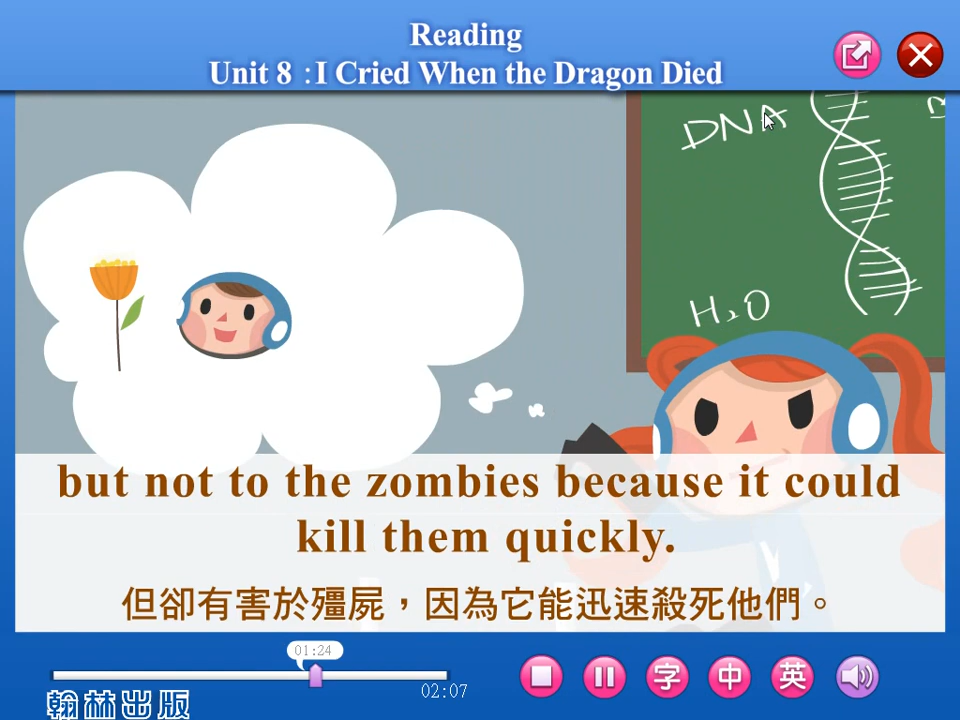 Reading
Unit 8 : I Cried When the Dragon Died
DNA
H₂O
but not to the zombies because it could
kill them quickly.
但卻有害於殭屍，因為它能迅速殺死他們。
01:24
02:07
字
中
英
翰林出版